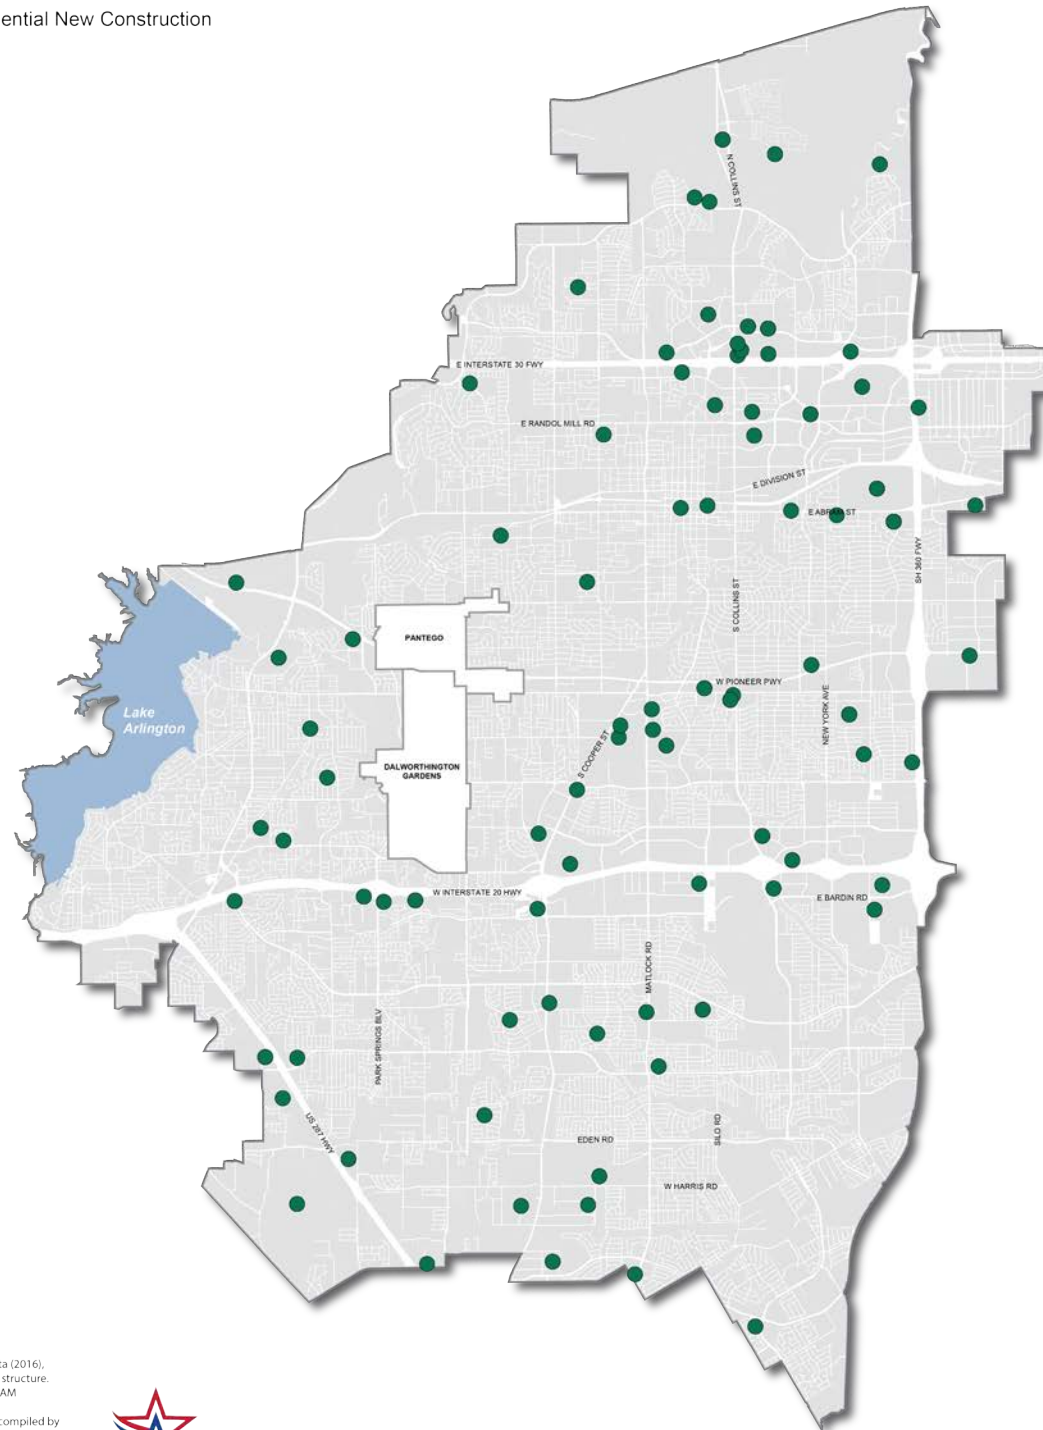 ential New Construction
N COLLINS ST
E INTERSTATE 30 FWY
E RANDOL MILL RD
E DIVISION ST
E ABRAM ST
SH 360 FWY
S COLLINS ST
PANTEGO
W PIONEER PWY
NEW YORK AVE
Lake
Arlington
S COOPER ST
DALWORTHINGTON
GARDENS
W INTERSTATE 20 HWY
E BARDIN RD
MATLOCK RD
PARK SPRINGS BLV
US 287 HWY
EDEN RD
SILO RD
W HARRIS RD
ta (2016),
structure.
AM
compiled by